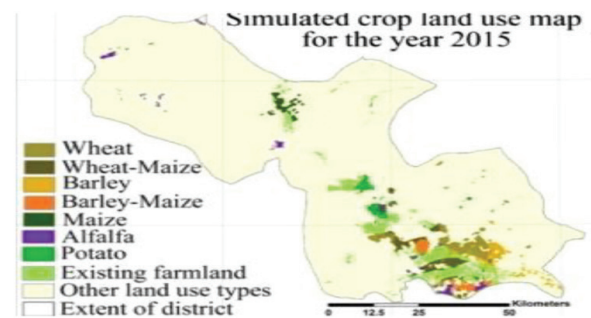 Simulated crop land use map
for the year 2015
Wheat
Wheat-Maize
Barley
Barley-Maize
Maize
Alfalfa
Potato
Existing farmland
Other land use types
Extent of district
Kilometers
0 12.5 25 50